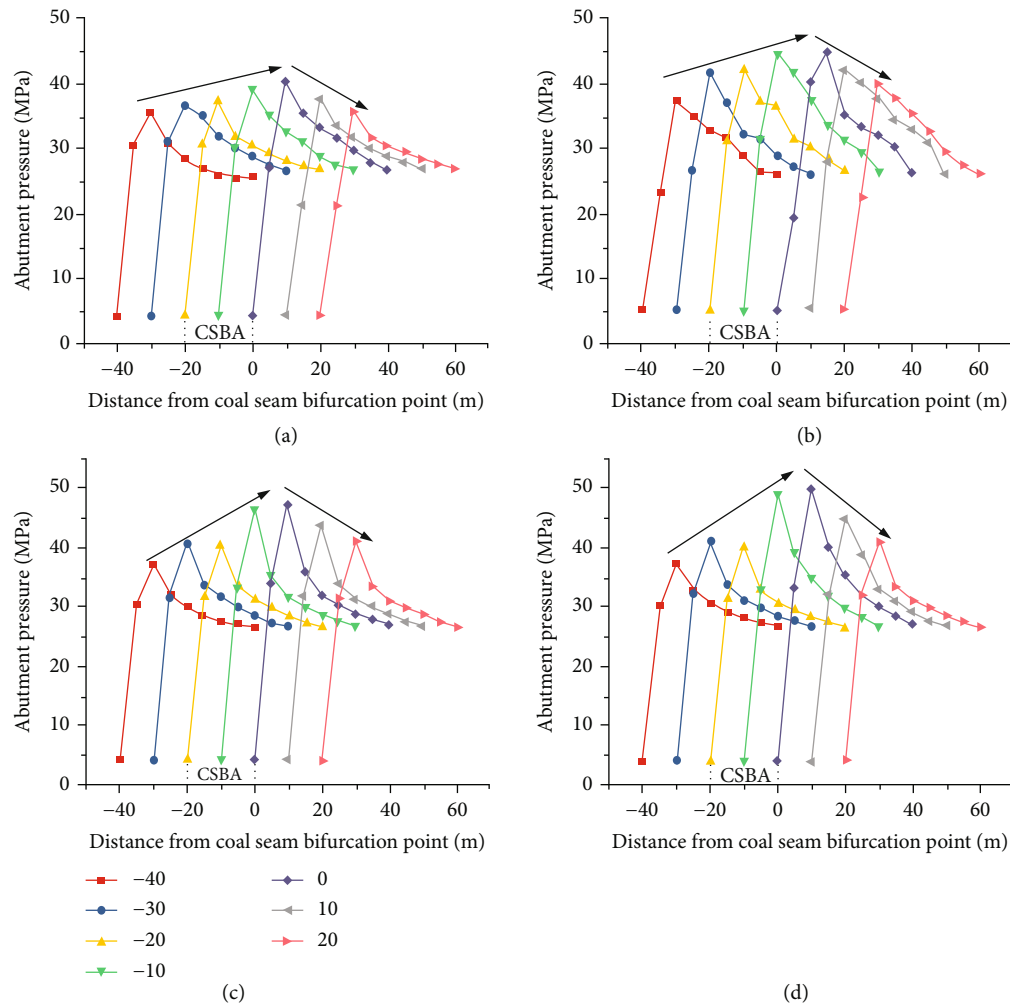 50
40
30
20
10
0
Abutment pressure (MPa)
CSBA
−40 −20 0 20 40 60
Distance from coal seam bifurcation point (m)
(a)
50
40
30
20
10
0
Abutment pressure (MPa)
CSBA
−40 −20 0 20 40 60
Distance from coal seam bifurcation point (m)
(b)
50
40
30
20
10
0
Abutment pressure (MPa)
CSBA
−40 −20 0 20 40 60
Distance from coal seam bifurcation point (m)
−40 0
−30 10
−20 20
−10
(c)
50
40
30
20
10
0
Abutment pressure (MPa)
CSBA
−40 −20 0 20 40 60
Distance from coal seam bifurcation point (m)
(d)